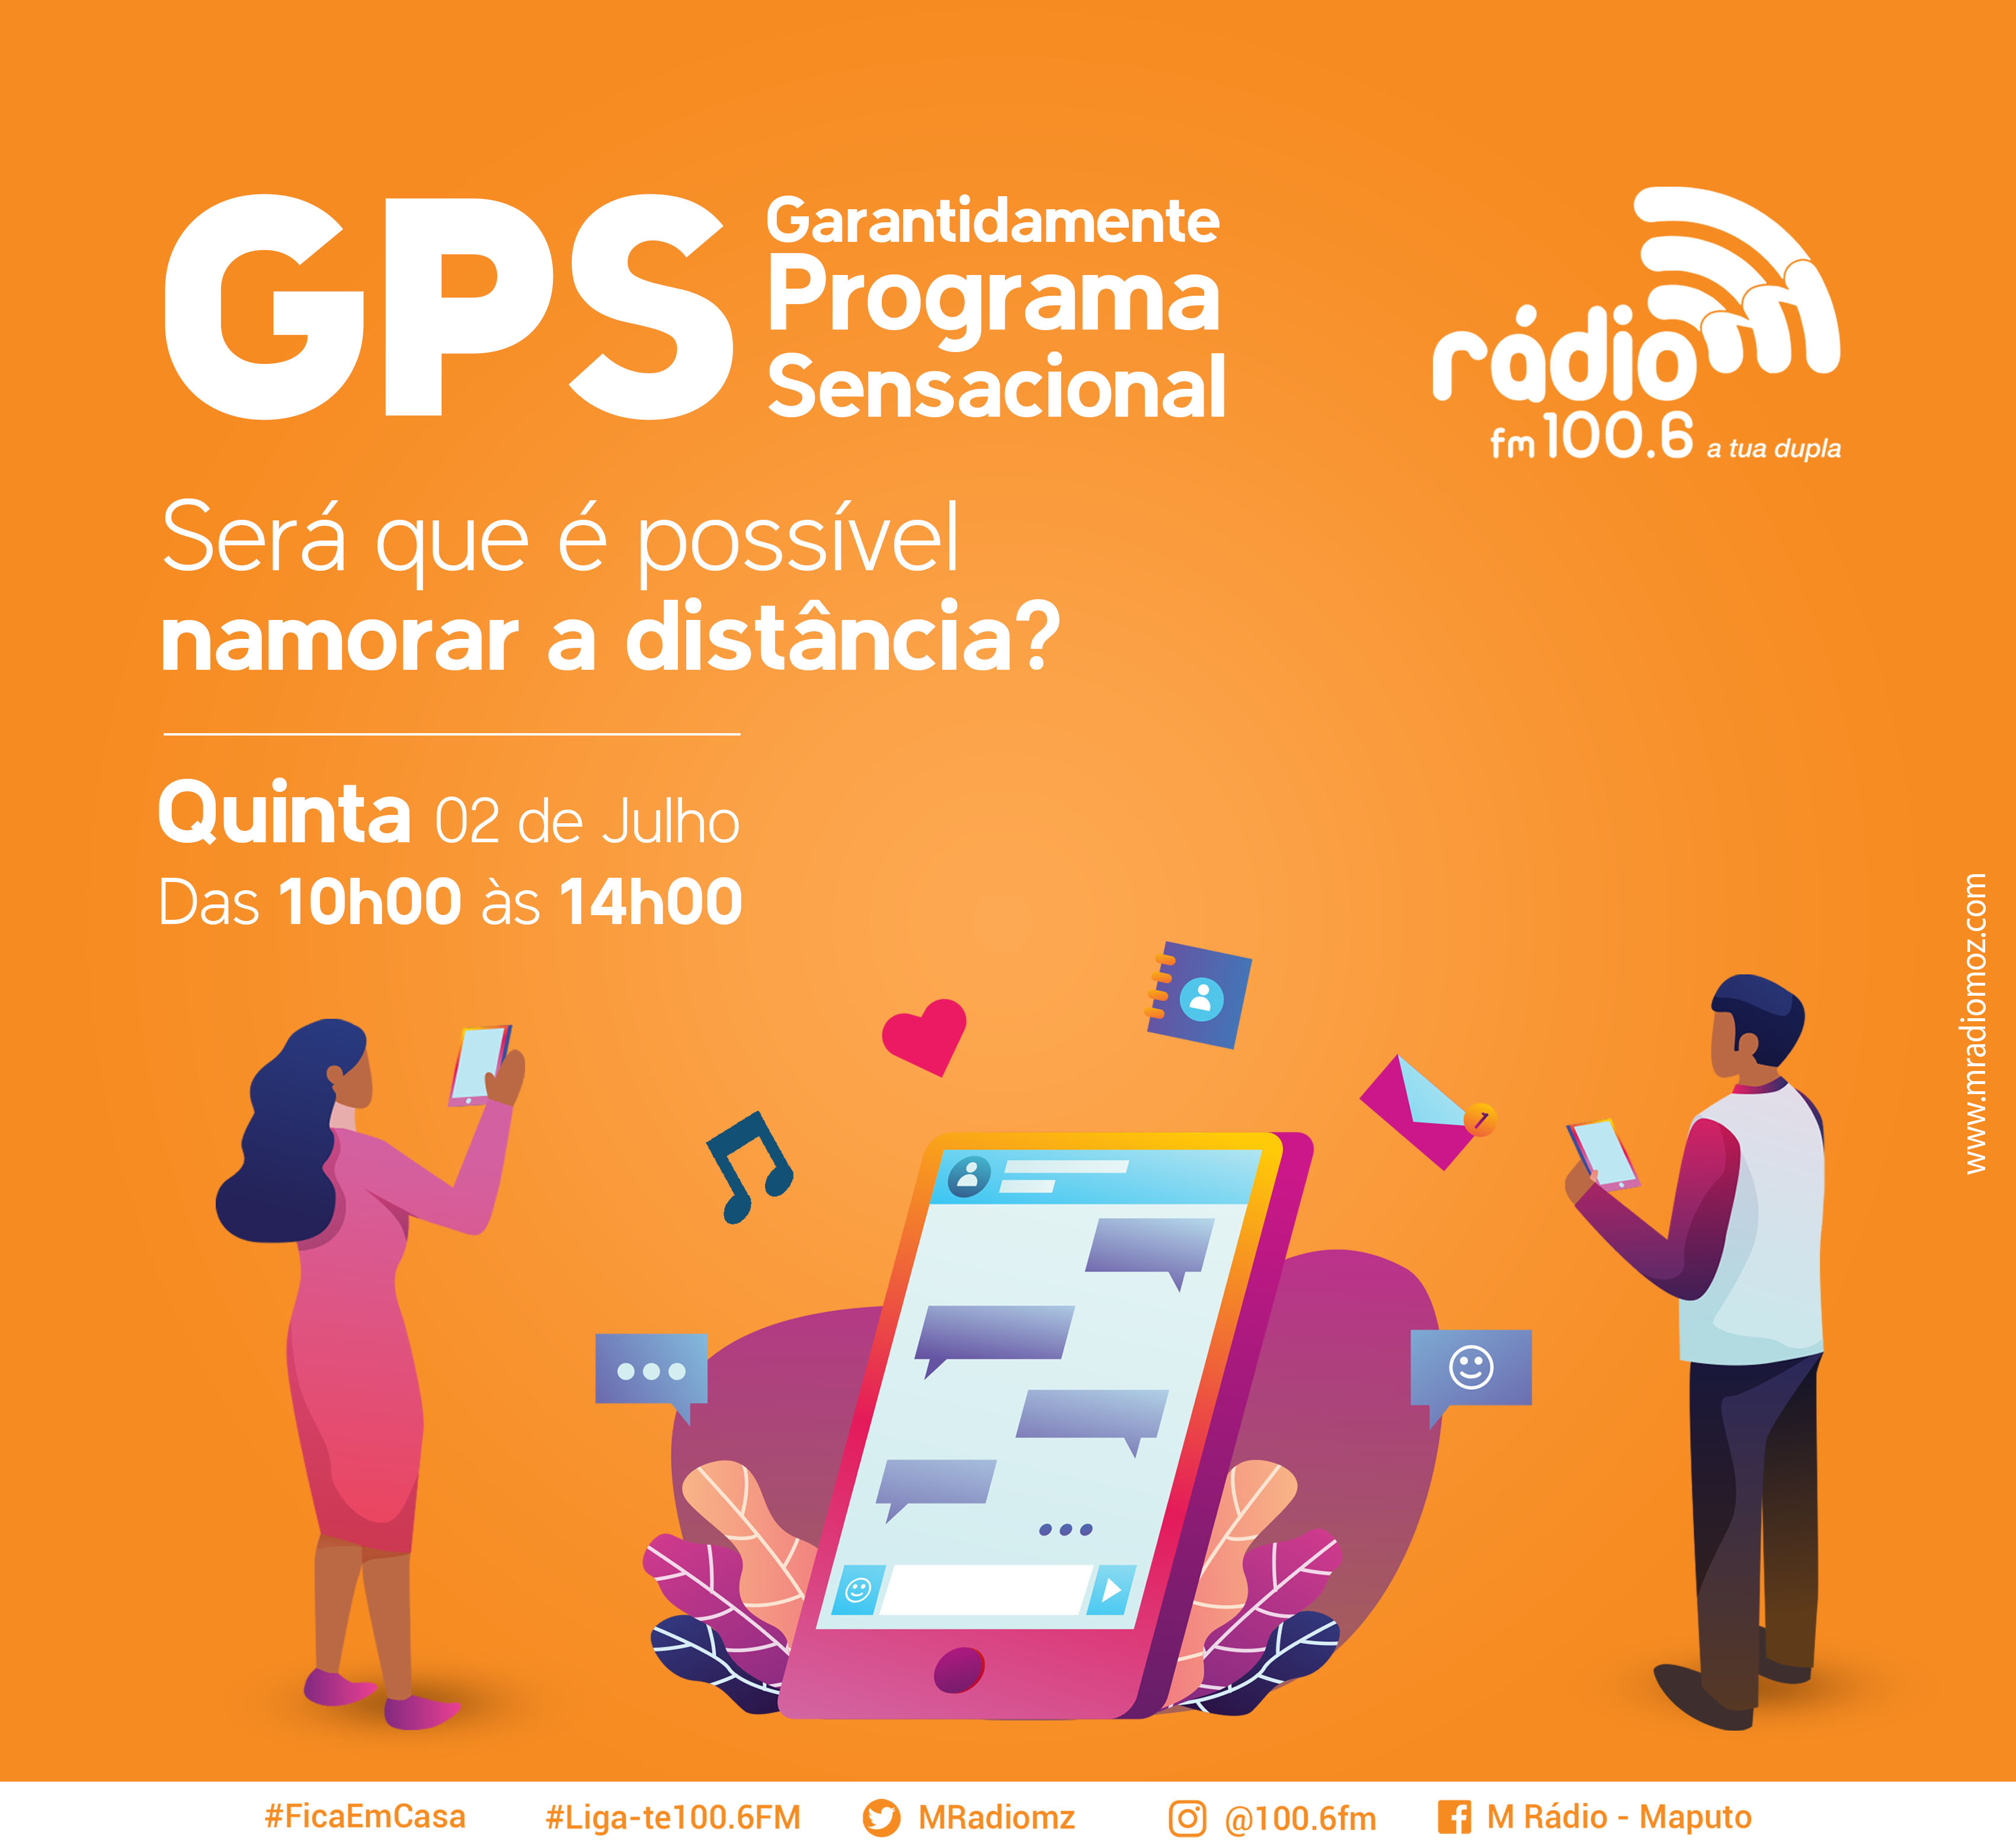 GPS
Garantidamente
Programa
Sensacional
rádio m
fm 100.6 a tua dupla
Será que é possível
namorar a distância?
Quinta 02 de Julho
Das 10h00 às 14h00
www.mradiomoz.com
1
#FicaEmCasa #Liga-te100.6FM MRadiomz @100.6fm M Rádio - Maputo